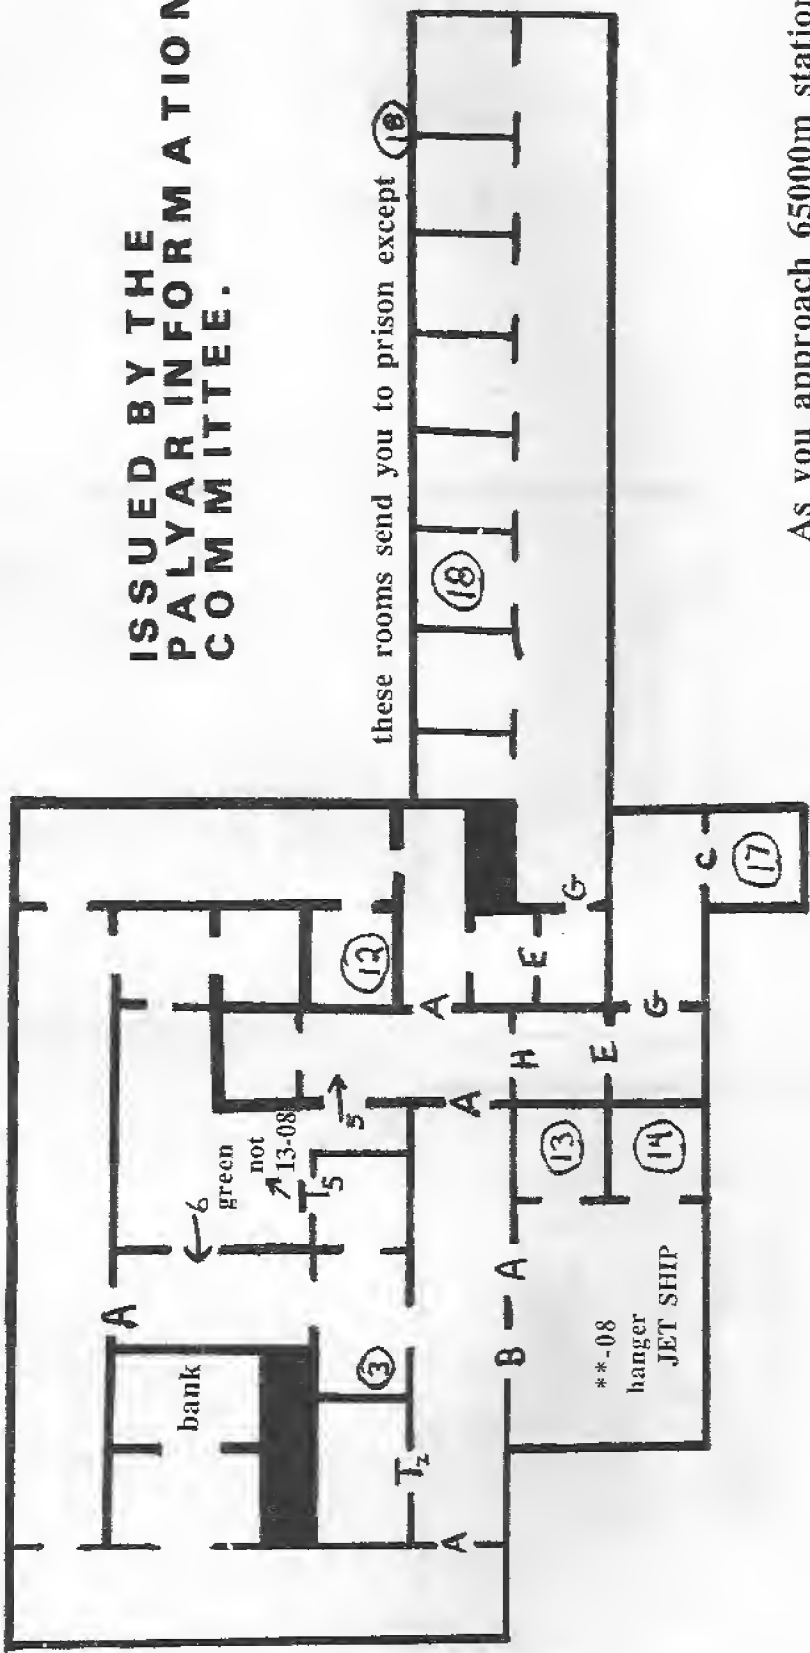 ISSUED BY THE
PALYAR INFORMATION
COMMITTEE.
these rooms send you to prison except 18
18
A
bank
6
green
not
13-08
T5
5
12
3
T2
A
A
A
E
G
B
A
H
13
E
G
C
14
17
**-08
hanger
JET SHIP
As you approach 65000m station